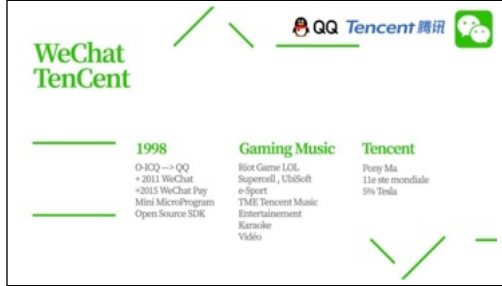 QQ Tencent 腾讯
WeChat
TenCent
1998
O-ICQ —> QQ
+ 2011 WeChat
+2015 WeChat Pay
Mini MicroProgram
Open Source SDK
Gaming Music
Riot Game LOL
Supercell , UbiSoft
e-Sport
TME Tencent Music
Entertainement
Karaoke
Vidéo
Tencent
Pony Ma
11e ste mondiale
5% Tesla